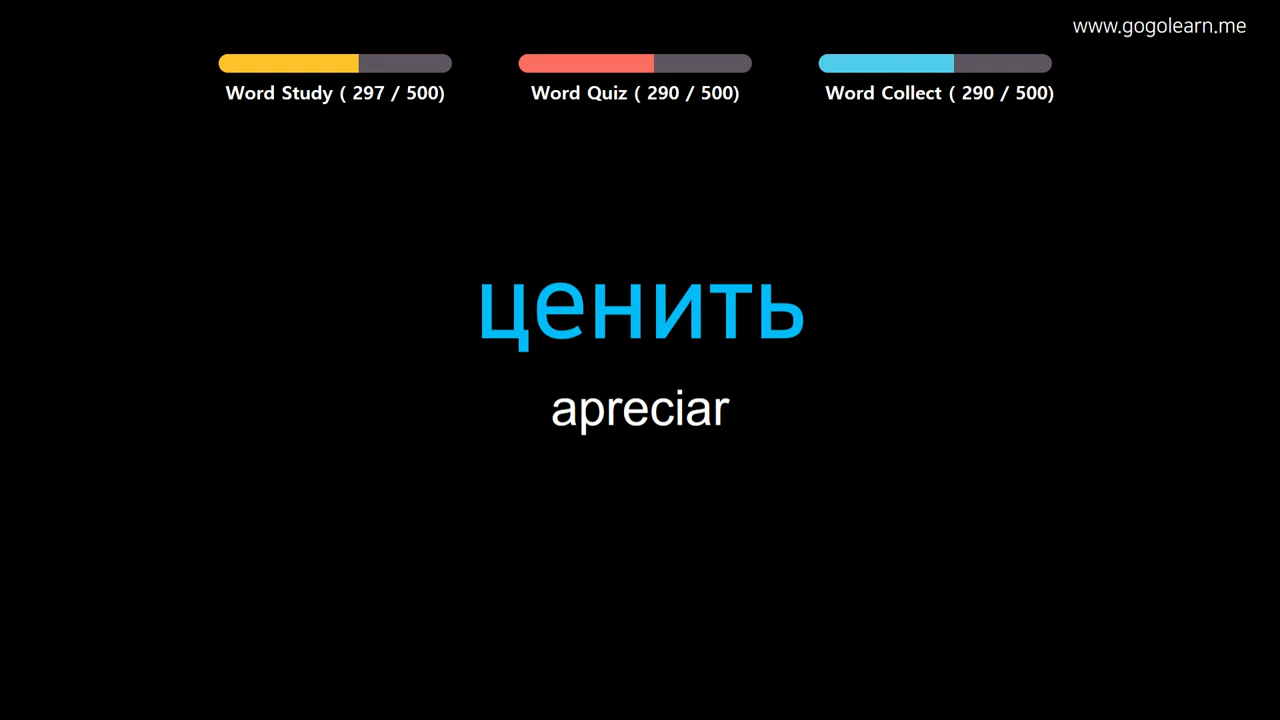 www.gogolearn.me
Word Study ( 297 / 500)
Word Quiz ( 290 / 500)
Word Collect ( 290 / 500)
ценить
apreciar